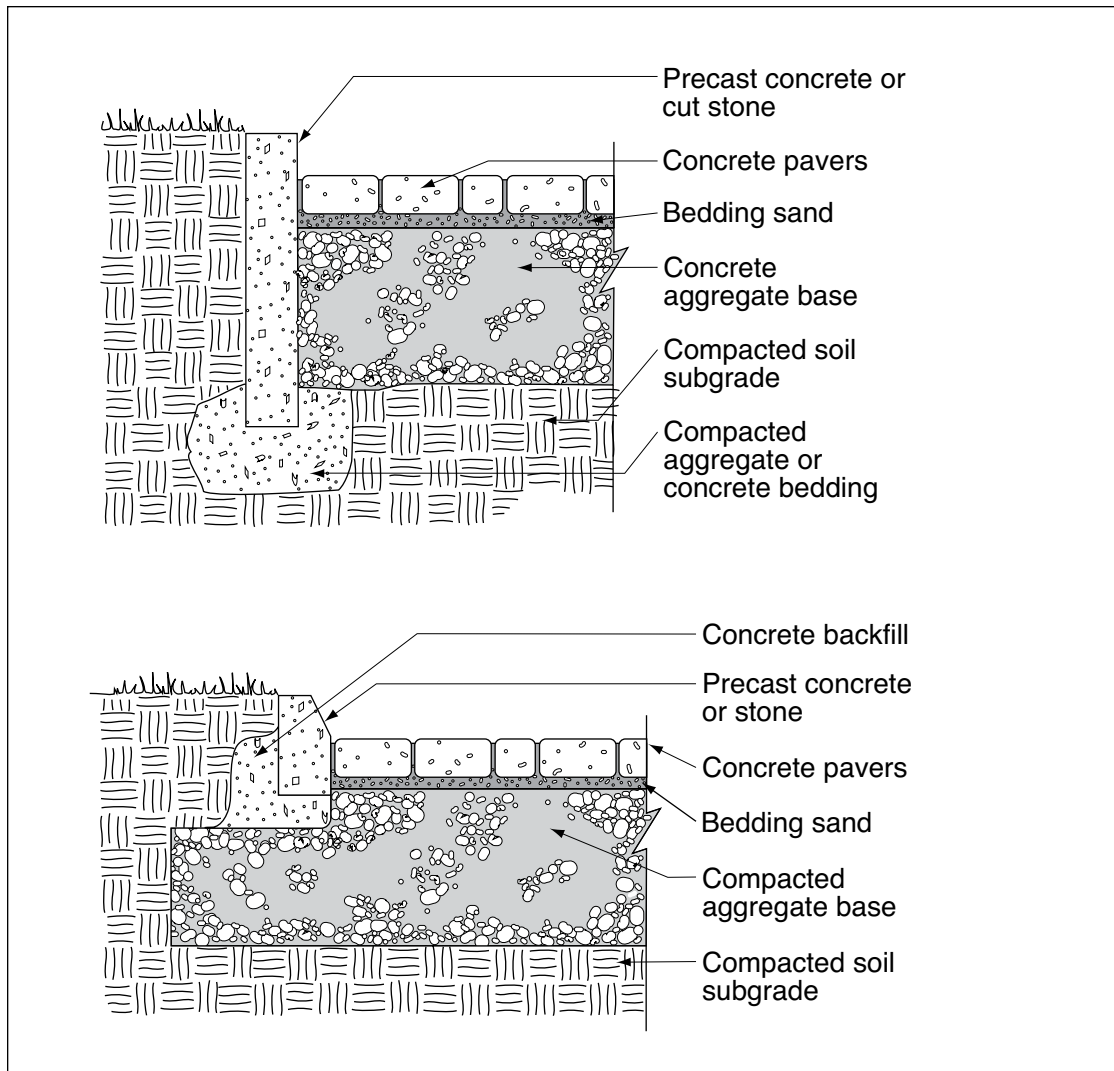 Precast concrete or
cut stone
Concrete pavers
Bedding sand
Concrete
aggregate base
Compacted soil
subgrade
Compacted
aggregate or
concrete bedding
Concrete backfill
Precast concrete
or stone
Concrete pavers
Bedding sand
Compacted
aggregate base
Compacted soil
subgrade